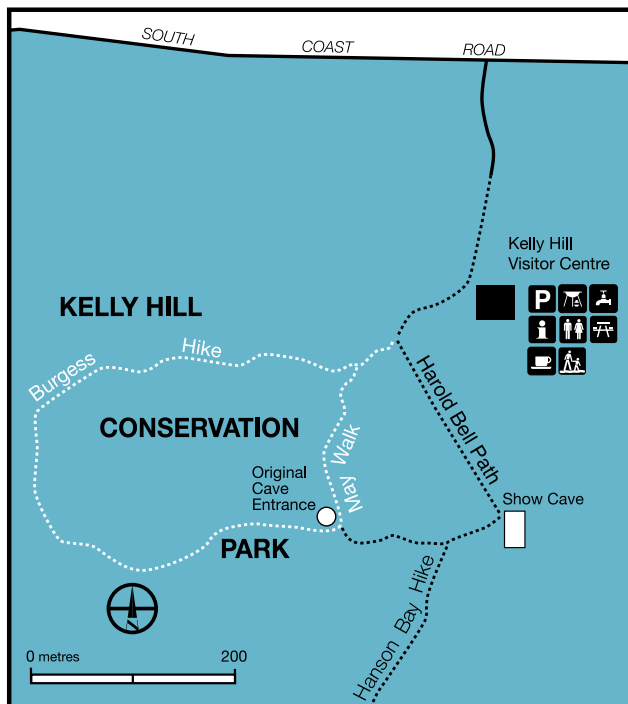 SOUTH COAST ROAD
Kelly Hill
Visitor Centre
P
i
KELLY HILL
Burgess Hike
Harold Bell Path
CONSERVATION
May Walk
Original
Cave
Entrance
Show Cave
PARK
Hanson Bay Hike
N
0 metres 200